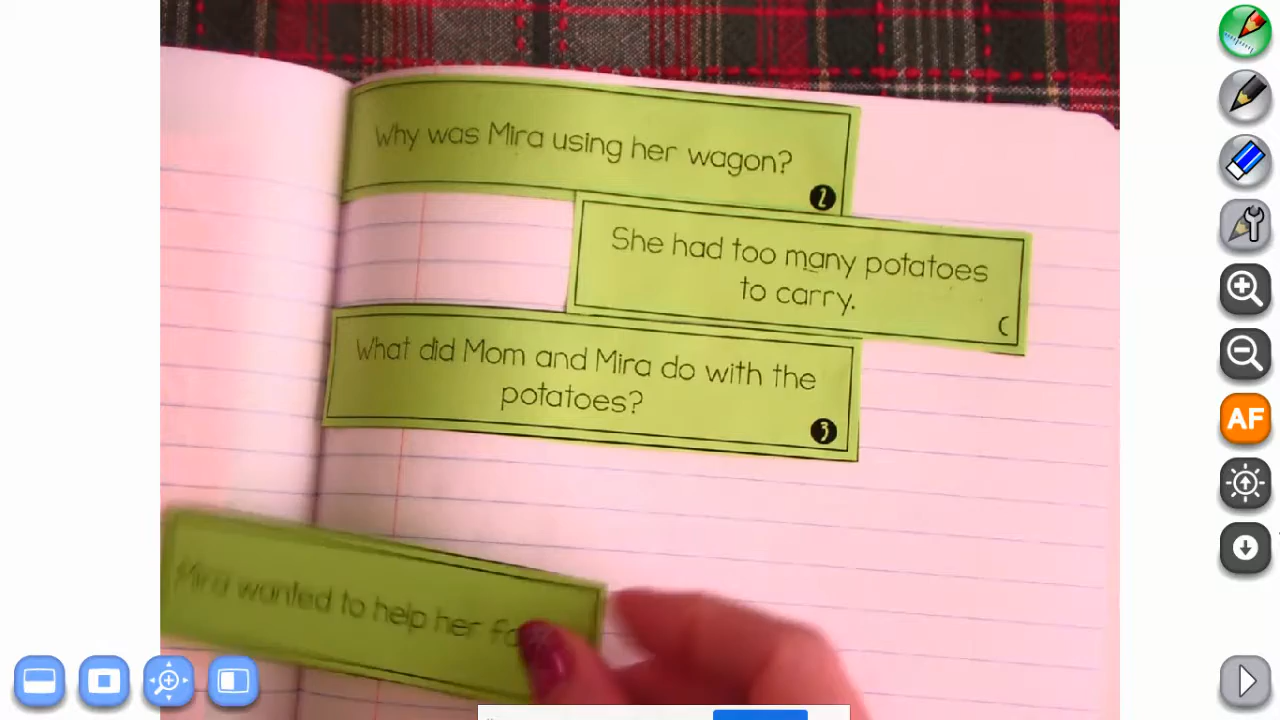 Why was Mira using her wagon?
2
She had too many potatoes
to carry.
C
What did Mom and Mira do with the
potatoes?
3
Mira wanted to help her
AF